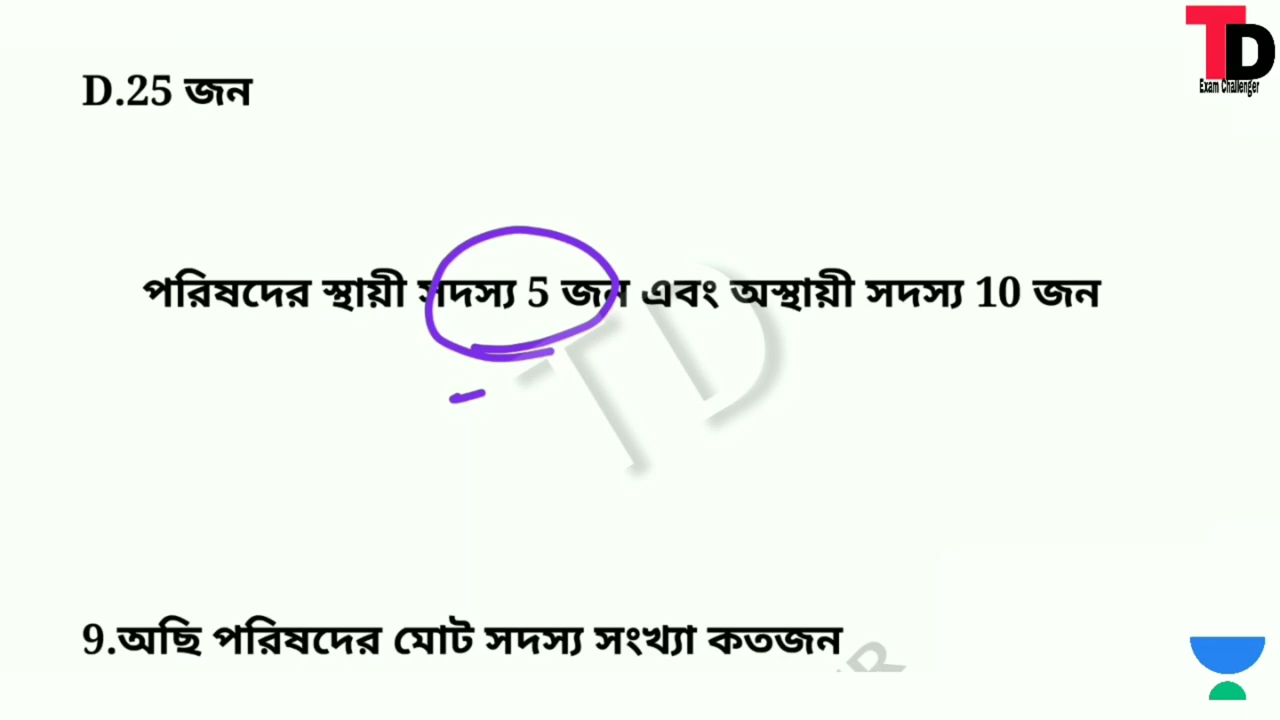 TD
Exam Challenger
D.25 জন
পরিষদের স্থায়ী সদস্য 5 জন এবং অস্থায়ী সদস্য 10 জন
TD
9.অছি পরিষদের মোট সদস্য সংখ্যা কতজন